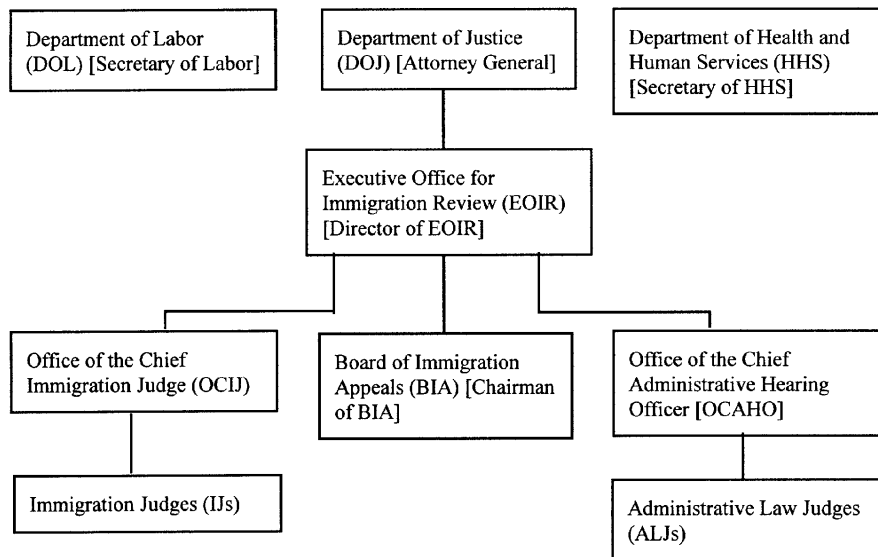 Department of Labor
(DOL) [Secretary of Labor]
Department of Justice
(DOJ) [Attorney General]
Department of Health and
Human Services (HHS)
[Secretary of HHS]
Executive Office for
Immigration Review (EOIR)
[Director of EOIR]
Office of the Chief
Immigration Judge (OCIJ)
Board of Immigration
Appeals (BIA) [Chairman
of BIA]
Office of the Chief
Administrative Hearing
Officer [OCAHO]
Immigration Judges (IJs)
Administrative Law Judges
(ALJs)